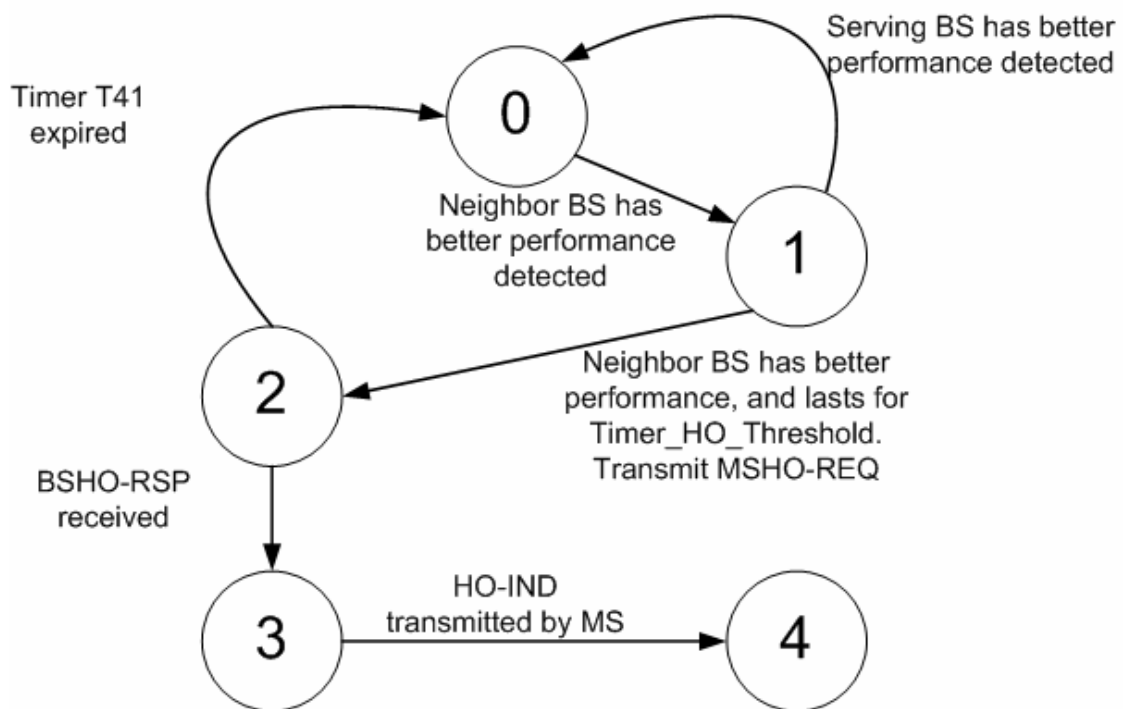 Serving BS has better
performance detected
Timer T41
expired
0
Neighbor BS has
better performance
detected
1
2
Neighbor BS has better
performance, and lasts for
Timer_HO_Threshold.
Transmit MSHO-REQ
BSHO-RSP
received
3
HO-IND
transmitted by MS
4